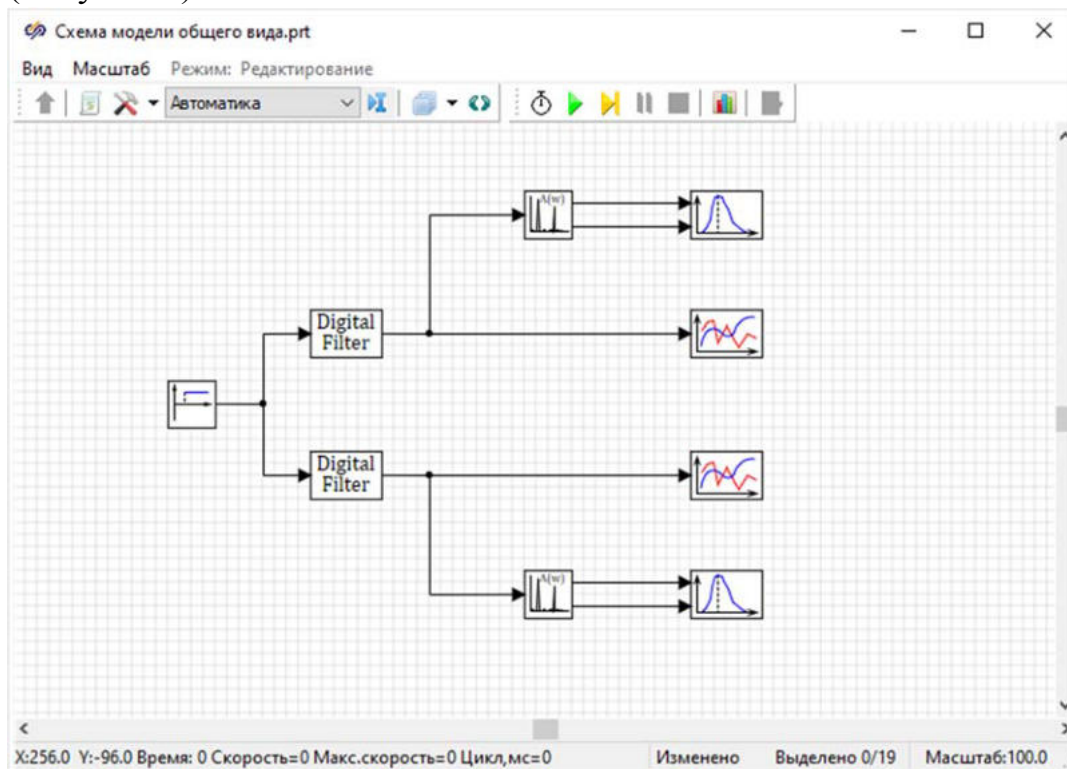 Схема модели общего вида.prt
Вид Масштаб Режим: Редактирование
Автоматика
A(w)
Digital
Filter
Digital
Filter
A(w)
X:256.0 Y:-96.0 Время: 0 Скорость=0 Макс.скорость=0 Цикл,мс=0 Изменено Выделено 0/19 Масштаб:100.0